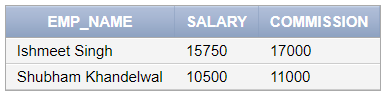 EMP_NAME SALARY COMMISSION
Ishmeet Singh 15750 17000
Shubham Khandelwal 10500 11000